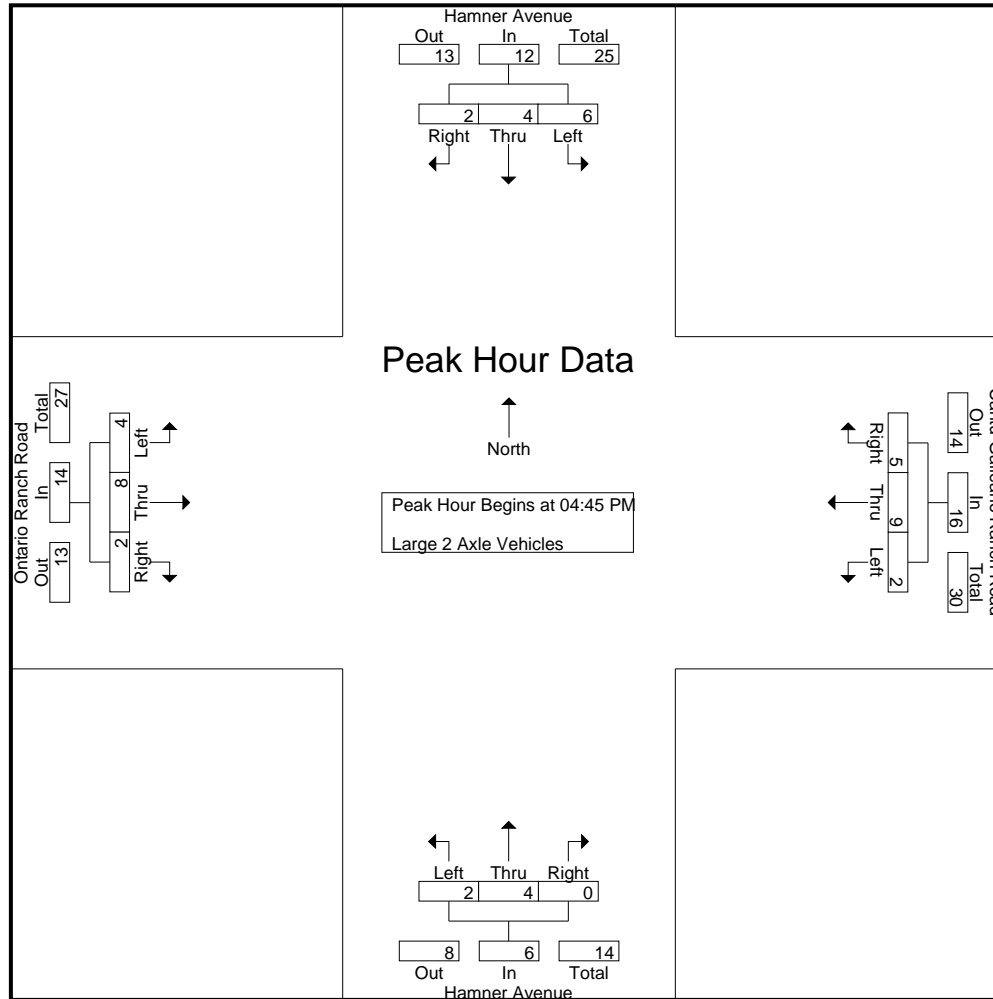 Hamner Avenue
Out In Total
13 12 25
2 4 6
Right Thru Left
Peak Hour Data
North
Peak Hour Begins at 04:45 PM
Large 2 Axle Vehicles
Ontario Ranch Road
Total In Out
27 14 13
4 8 2
Left Thru Right
Ranch Road
Out In Total
14 16 30
5 9 2
Right Thru Left
Left Thru Right
2 4 0
8 6 14
Out In Total
Hamner Avenue